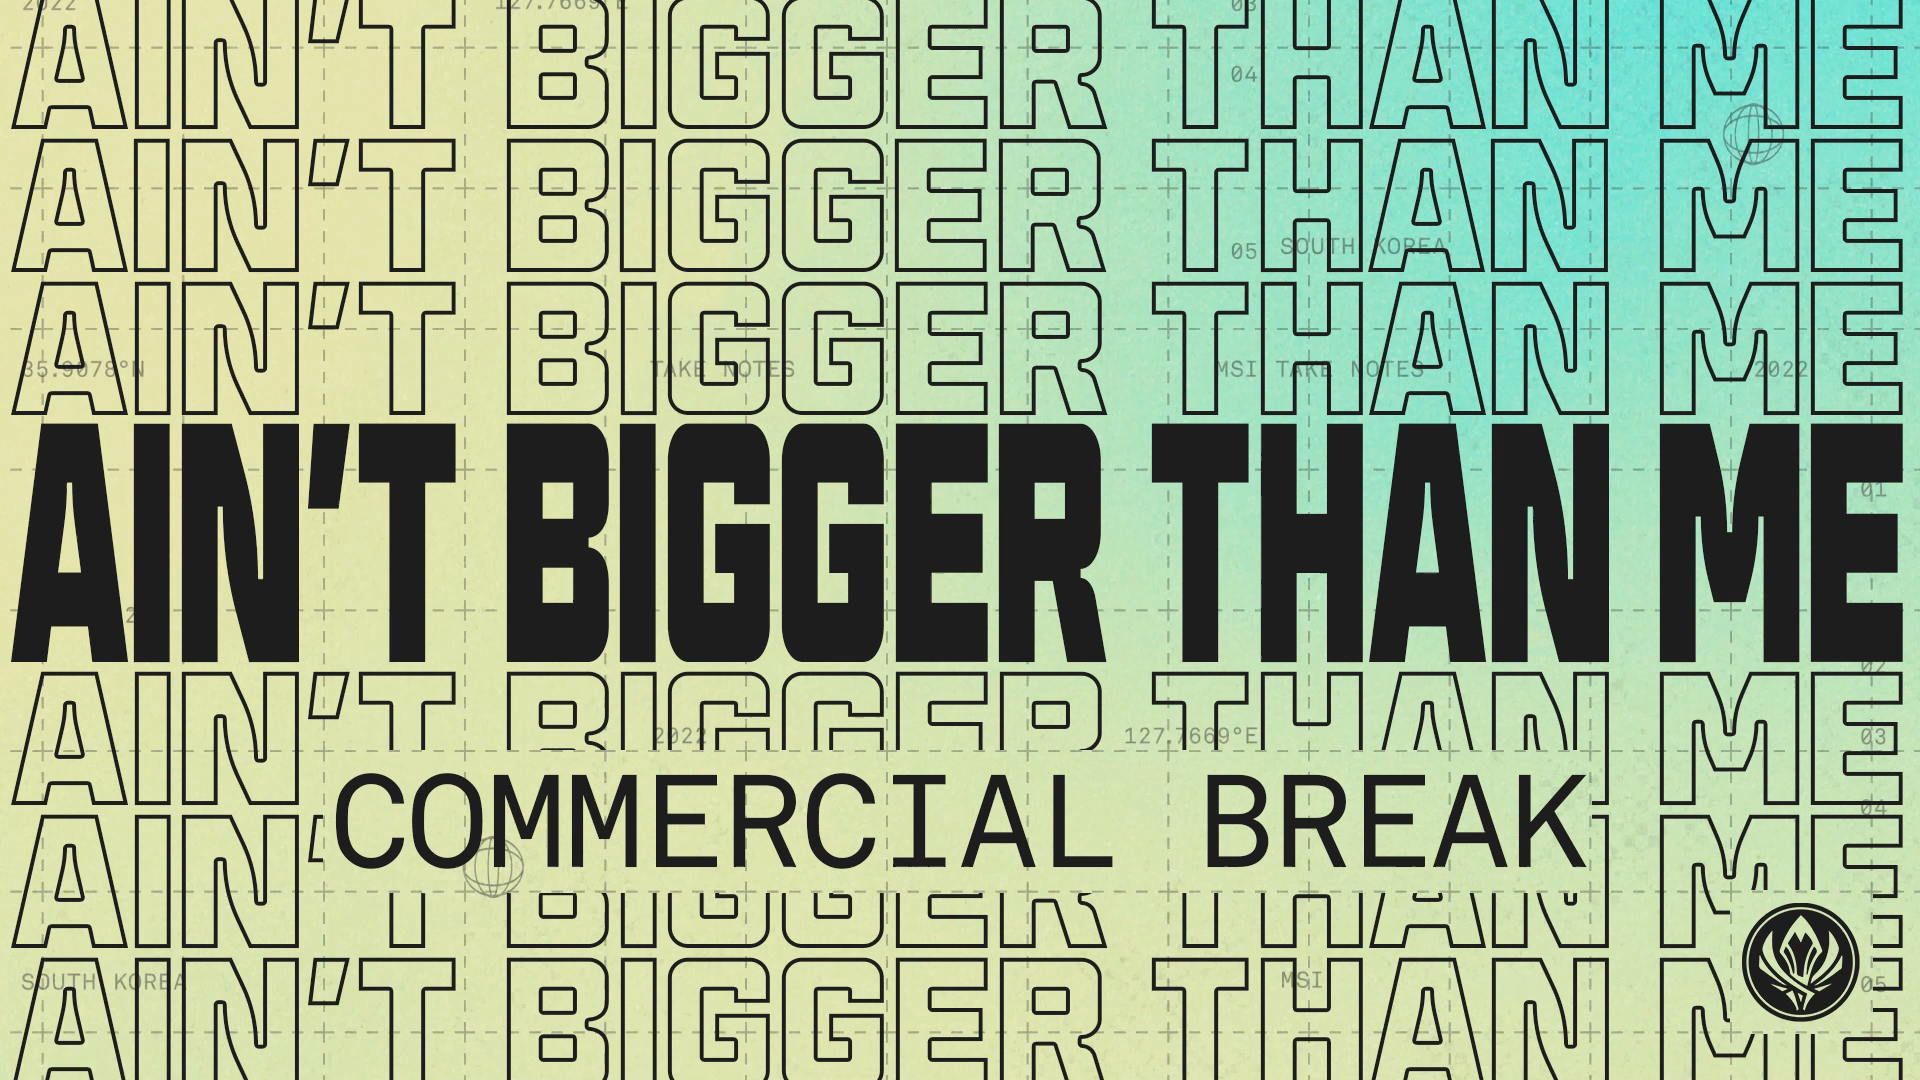 2022 127.7669°E 03
AIN'T BIGGER THAN ME
04
AIN'T BIGGER THAN ME
05 SOUTH KOREA
AIN'T BIGGER THAN ME
35.9078°N TAKE NOTES MSI TAKE NOTES 2022
AIN'T BIGGER THAN ME
01
02
AIN'T BIGGER THAN ME
2022 127.7669°E 03
COMMERCIAL BREAK
04
AIN'T BIGGER THAN ME
SOUTH KOREA MSI 05
AIN'T BIGGER THAN ME